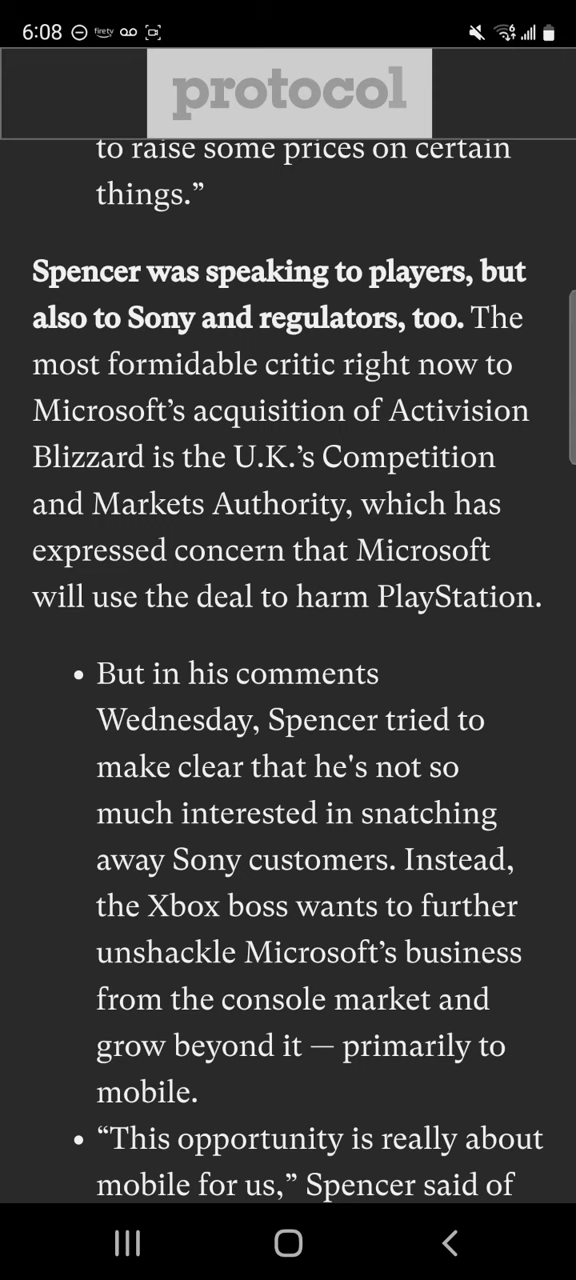 6:08 firetv
protocol
to raise some prices on certain
things.”
Spencer was speaking to players, but
also to Sony and regulators, too. The
most formidable critic right now to
Microsoft’s acquisition of Activision
Blizzard is the U.K.’s Competition
and Markets Authority, which has
expressed concern that Microsoft
will use the deal to harm PlayStation.
• But in his comments
Wednesday, Spencer tried to
make clear that he's not so
much interested in snatching
away Sony customers. Instead,
the Xbox boss wants to further
unshackle Microsoft’s business
from the console market and
grow beyond it — primarily to
mobile.
• “This opportunity is really about
mobile for us,” Spencer said of